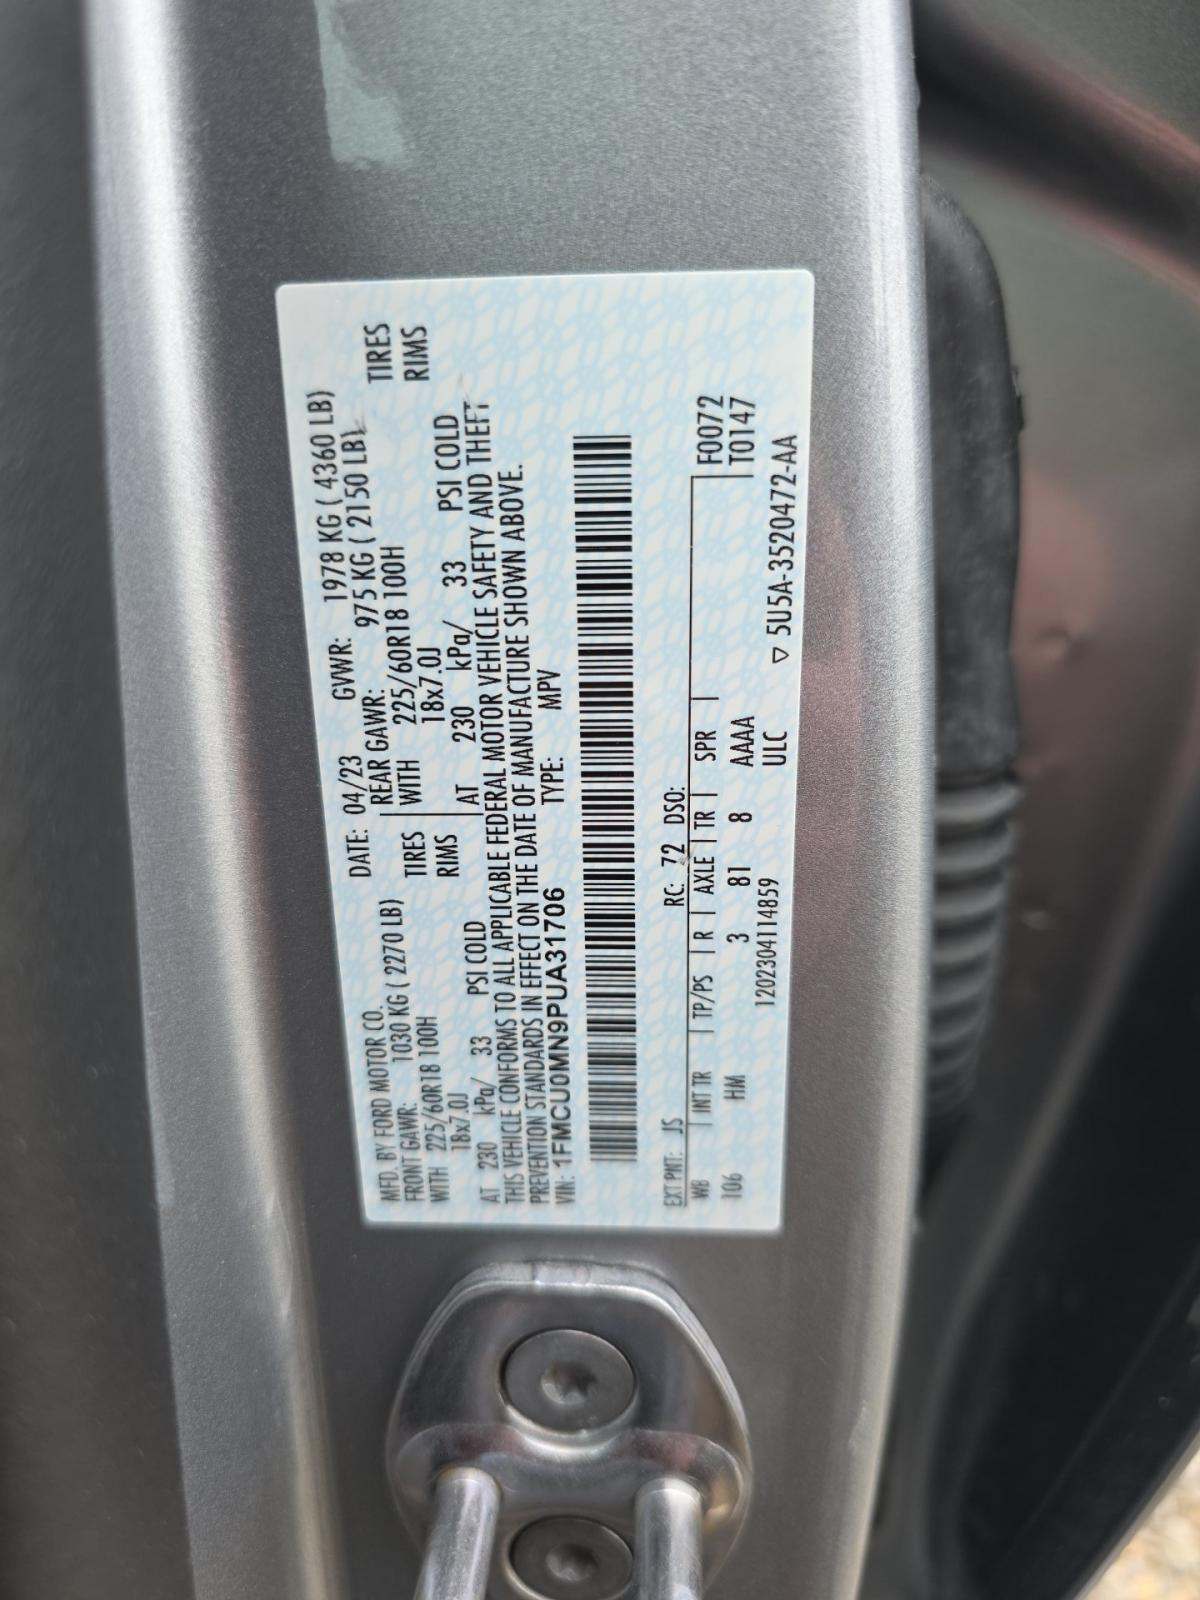 MFD. BY FORD MOTOR CO.
DATE: 04/23 GVWR: 1978 KG ( 4360 LB)
FRONT GAWR: 1030 KG ( 2270 LB) REAR GAWR: 975 KG ( 2150 LB)
WITH 225/60R18 100H TIRES WITH 225/60R18 100H TIRES
18x7.0J RIMS 18x7.0J RIMS
AT 230 kPa/ 33 PSI COLD AT 230 kPa/ 33 PSI COLD
THIS VEHICLE CONFORMS TO ALL APPLICABLE FEDERAL MOTOR VEHICLE SAFETY AND THEFT
PREVENTION STANDARDS IN EFFECT ON THE DATE OF MANUFACTURE SHOWN ABOVE.
VIN: 1FMCU0MN9PUA31706 TYPE: MPV
EXT PNT: JS RC: 72 DSO:
WB | INT TR | TP/PS | R | AXLE | TR | SPR | F0072
106 HM 3 81 8 AAAA T0147
12023041 14859 ULC ▽ 5U5A-3520472-AA